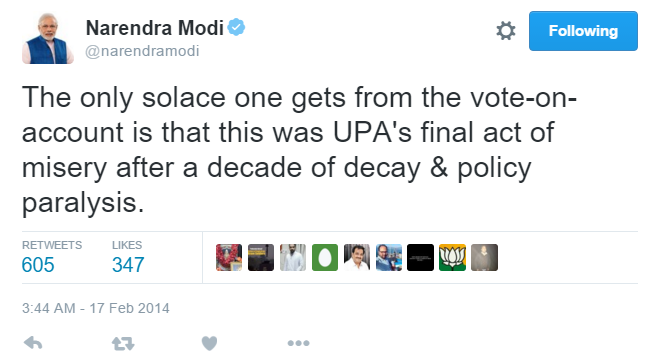 Narendra Modi
@narendramodi
Following
The only solace one gets from the vote-on-
account is that this was UPA's final act of
misery after a decade of decay & policy
paralysis.
RETWEETS LIKES
605 347
3:44 AM - 17 Feb 2014